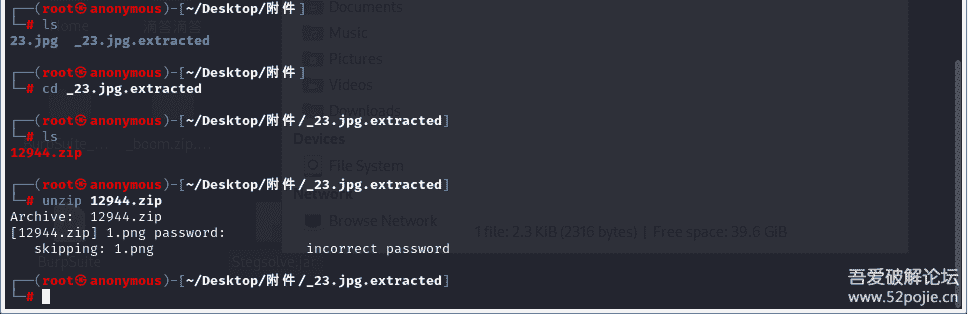 ┌──(root㉿anonymous)-[~/Desktop/附件]
└─# ls
23.jpg  _23.jpg.extracted
┌──(root㉿anonymous)-[~/Desktop/附件]
└─# cd _23.jpg.extracted
┌──(root㉿anonymous)-[~/Desktop/附件/_23.jpg.extracted]
└─# ls
12944.zip
┌──(root㉿anonymous)-[~/Desktop/附件/_23.jpg.extracted]
└─# unzip 12944.zip
Archive:  12944.zip
[12944.zip] 1.png password:
   skipping: 1.png                   incorrect password
┌──(root㉿anonymous)-[~/Desktop/附件/_23.jpg.extracted]
└─#
Documents
Music
Pictures
Videos
Downloads
Devices
File System
Network
Browse Network
1 file: 2.3 KiB (2316 bytes) | Free space: 39.6 GiB
_boom.zip....
BurpSuite
吾爱破解论坛
www.52pojie.cn